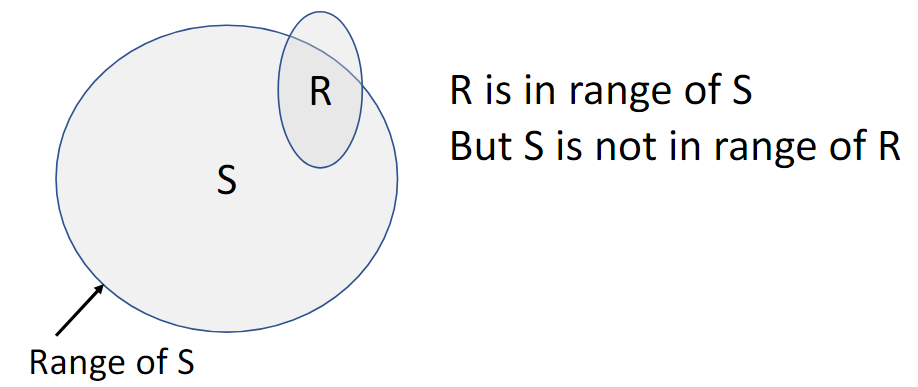 R
R is in range of S
But S is not in range of R
S
Range of S